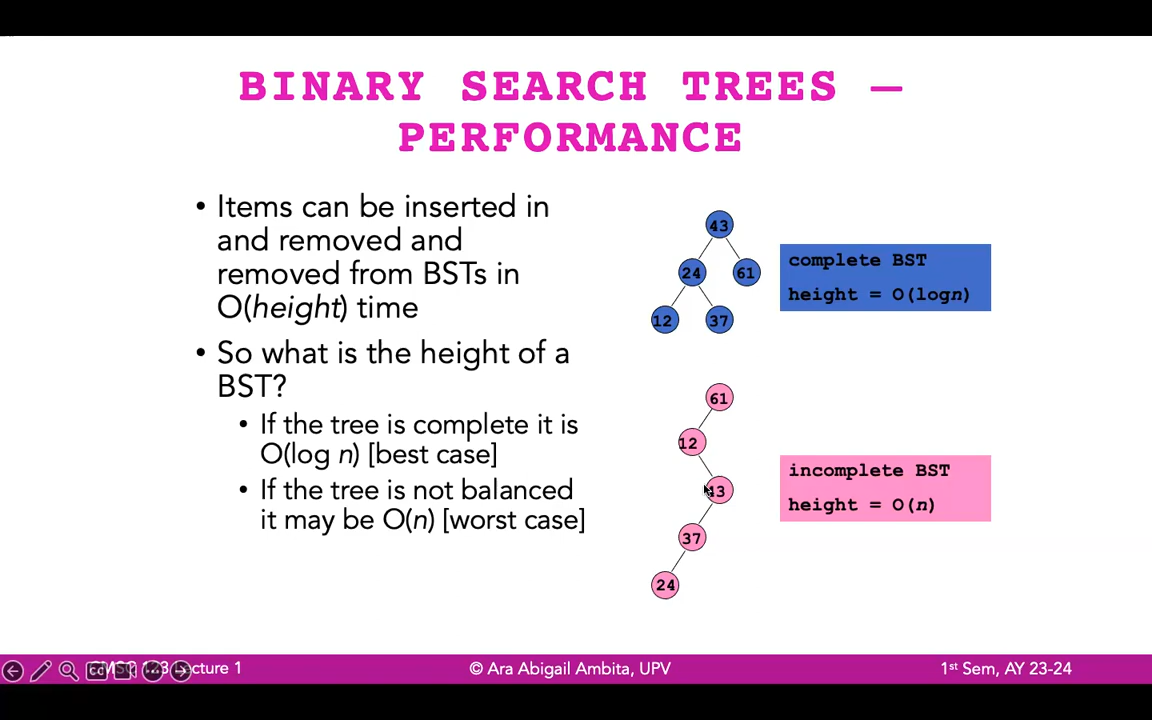 BINARY SEARCH TREES –
PERFORMANCE
• Items can be inserted in
and removed and
removed from BSTs in
O(height) time
• So what is the height of a
BST?
• If the tree is complete it is
O(log n) [best case]
• If the tree is not balanced
it may be O(n) [worst case]
43
24 61
12 37
complete BST
height = O(logn)
61
12
43
37
24
incomplete BST
height = O(n)
Lecture 1
© Ara Abigail Ambita, UPV
1st Sem, AY 23-24